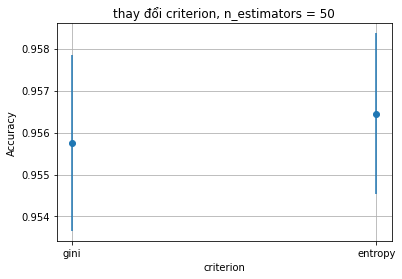 thay đổi criterion, n_estimators = 50
0.958
0.957
0.956
0.955
0.954
Accuracy
gini
entropy
criterion